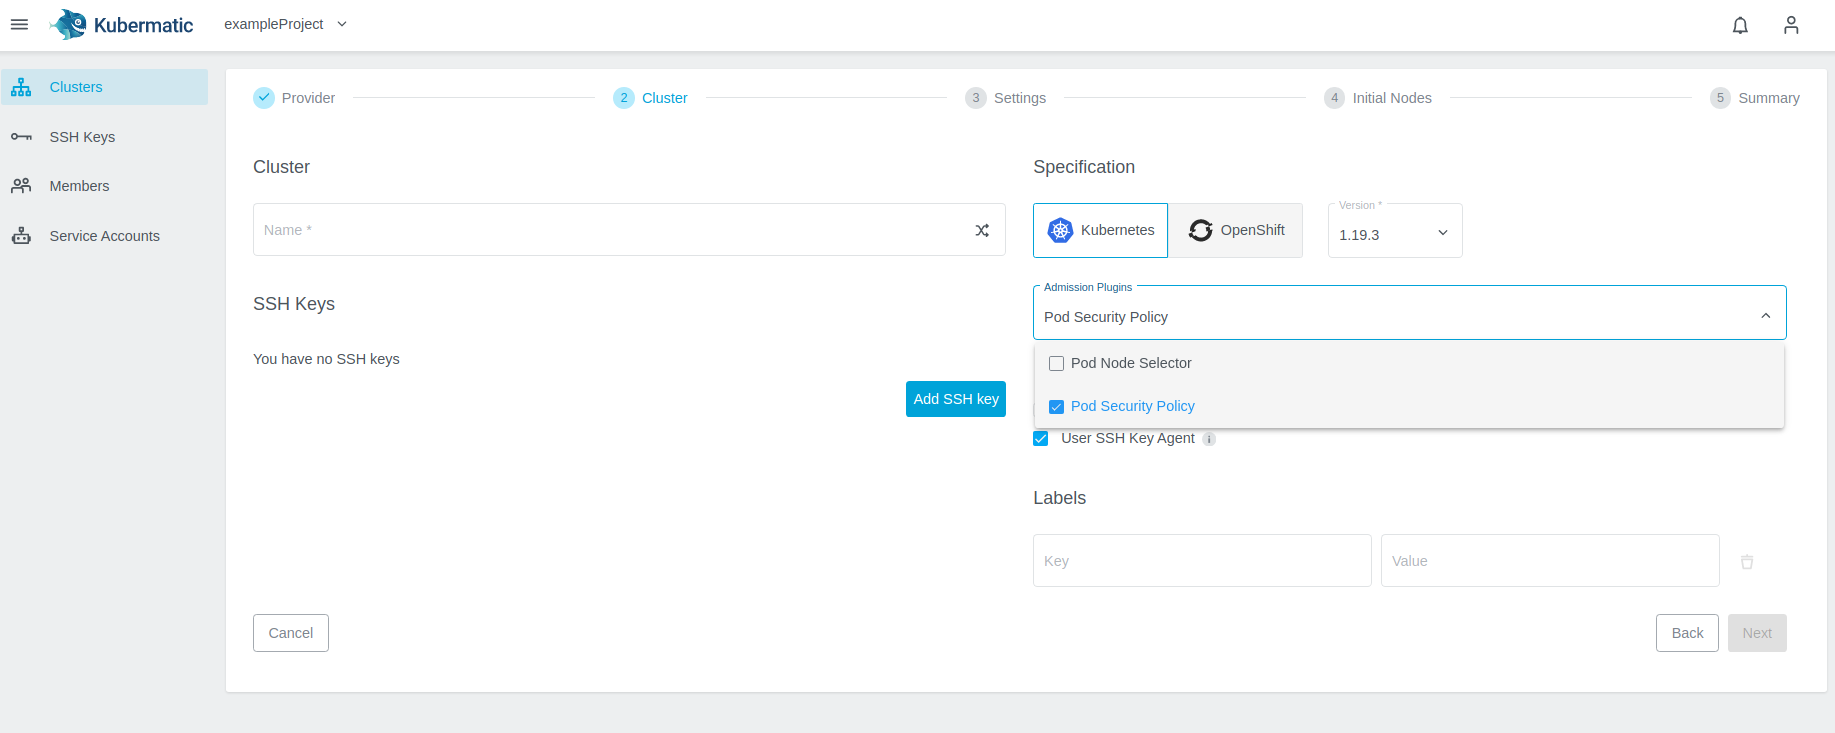 Kubermatic
exampleProject
Clusters
SSH Keys
Members
Service Accounts
Provider
2 Cluster
3 Settings
4 Initial Nodes
5 Summary
Cluster
Name *
SSH Keys
You have no SSH keys
Add SSH key
Specification
Kubernetes
OpenShift
Version *
1.19.3
Admission Plugins
Pod Security Policy
Pod Node Selector
Pod Security Policy
User SSH Key Agent i
Labels
Key
Value
Cancel
Back
Next